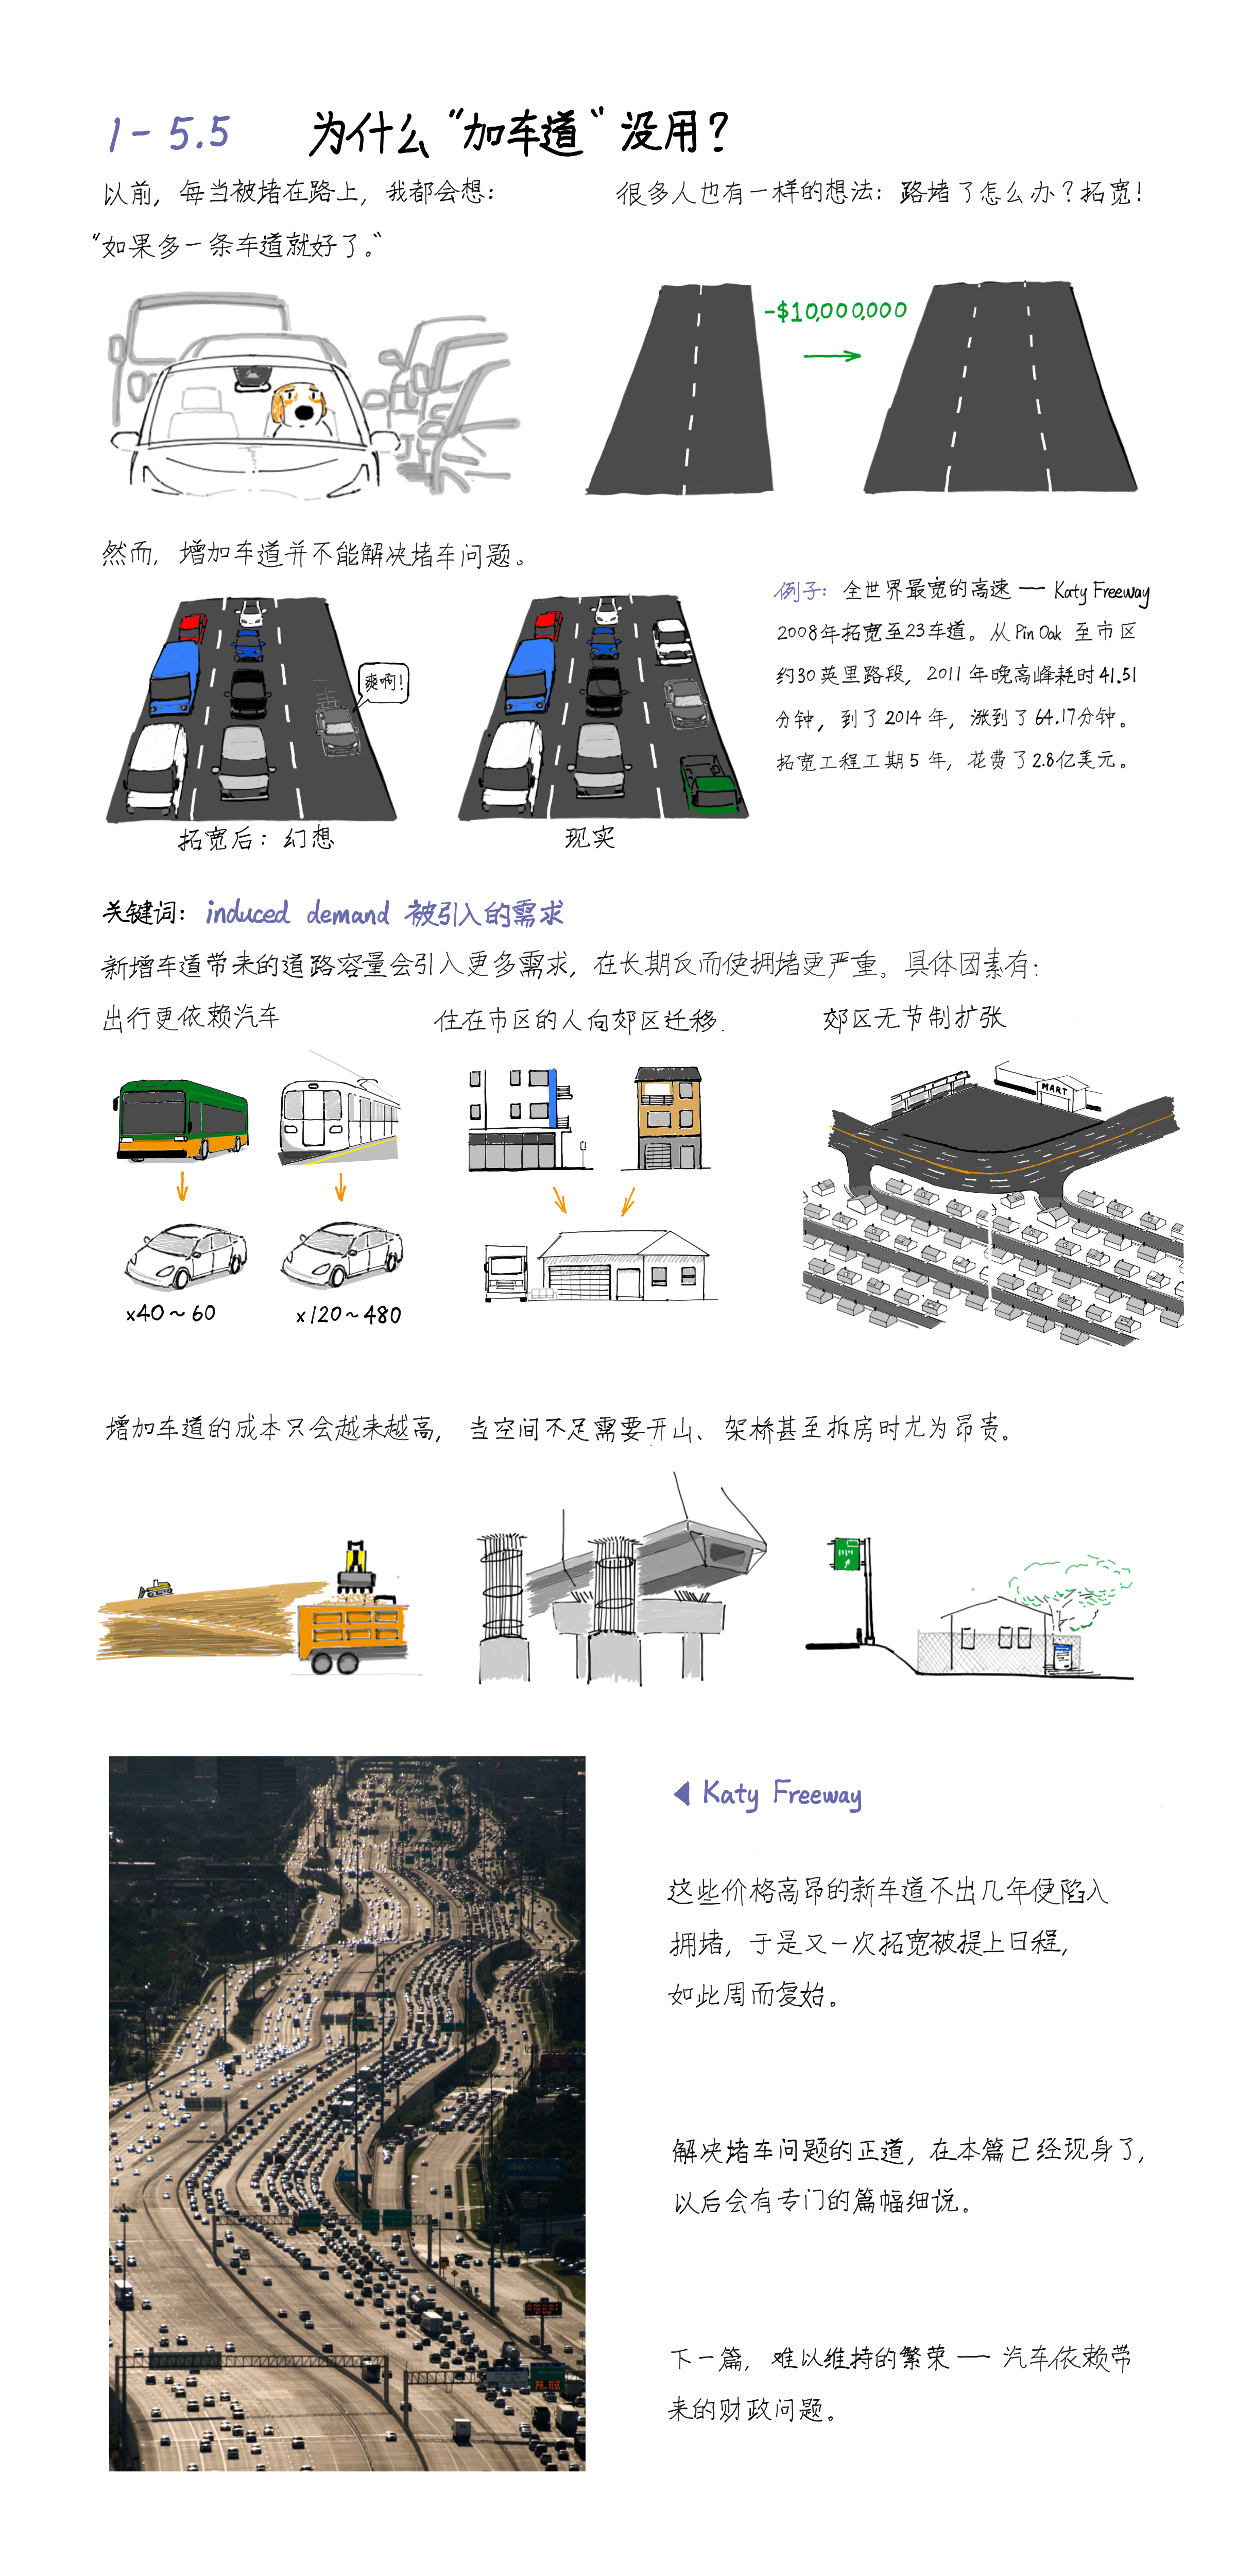 1-5.5 为什么“加车道“没用？
以前，每当被堵在路上，我都会想：
“如果多一条车道就好了。“
很多人也有一样的想法：路堵了怎么办？拓宽！
-$10,000,000
然而，增加车道并不能解决堵车问题。
爽啊！
拓宽后：幻想
现实
例子：全世界最宽的高速 — Katy Freeway
2008年拓宽至23车道。从Pin Oak 至市区
约30英里路段，2011年晚高峰耗时41.51
分钟，到了2014年，涨到了64.17分钟。
拓宽工程工期5年，花费了2.8亿美元。
关键词：induced demand 被引入的需求
新增车道带来的道路容量会引入更多需求，在长期反而使拥堵更严重。具体因素有：
出行更依赖汽车
x40~60
x120~480
住在市区的人向郊区迁移.
郊区无节制扩张
MART
增加车道的成本只会越来越高，当空间不足需要开山、架桥甚至拆房时尤为昂贵。
◀ Katy Freeway
这些价格高昂的新车道不出几年便陷入
拥堵，于是又一次拓宽被提上日程，
如此周而复始。
解决堵车问题的正道，在本篇已经现身了，
以后会有专门的篇幅细说。
下一篇，难以维持的繁荣 — 汽车依赖带
来的财政问题。